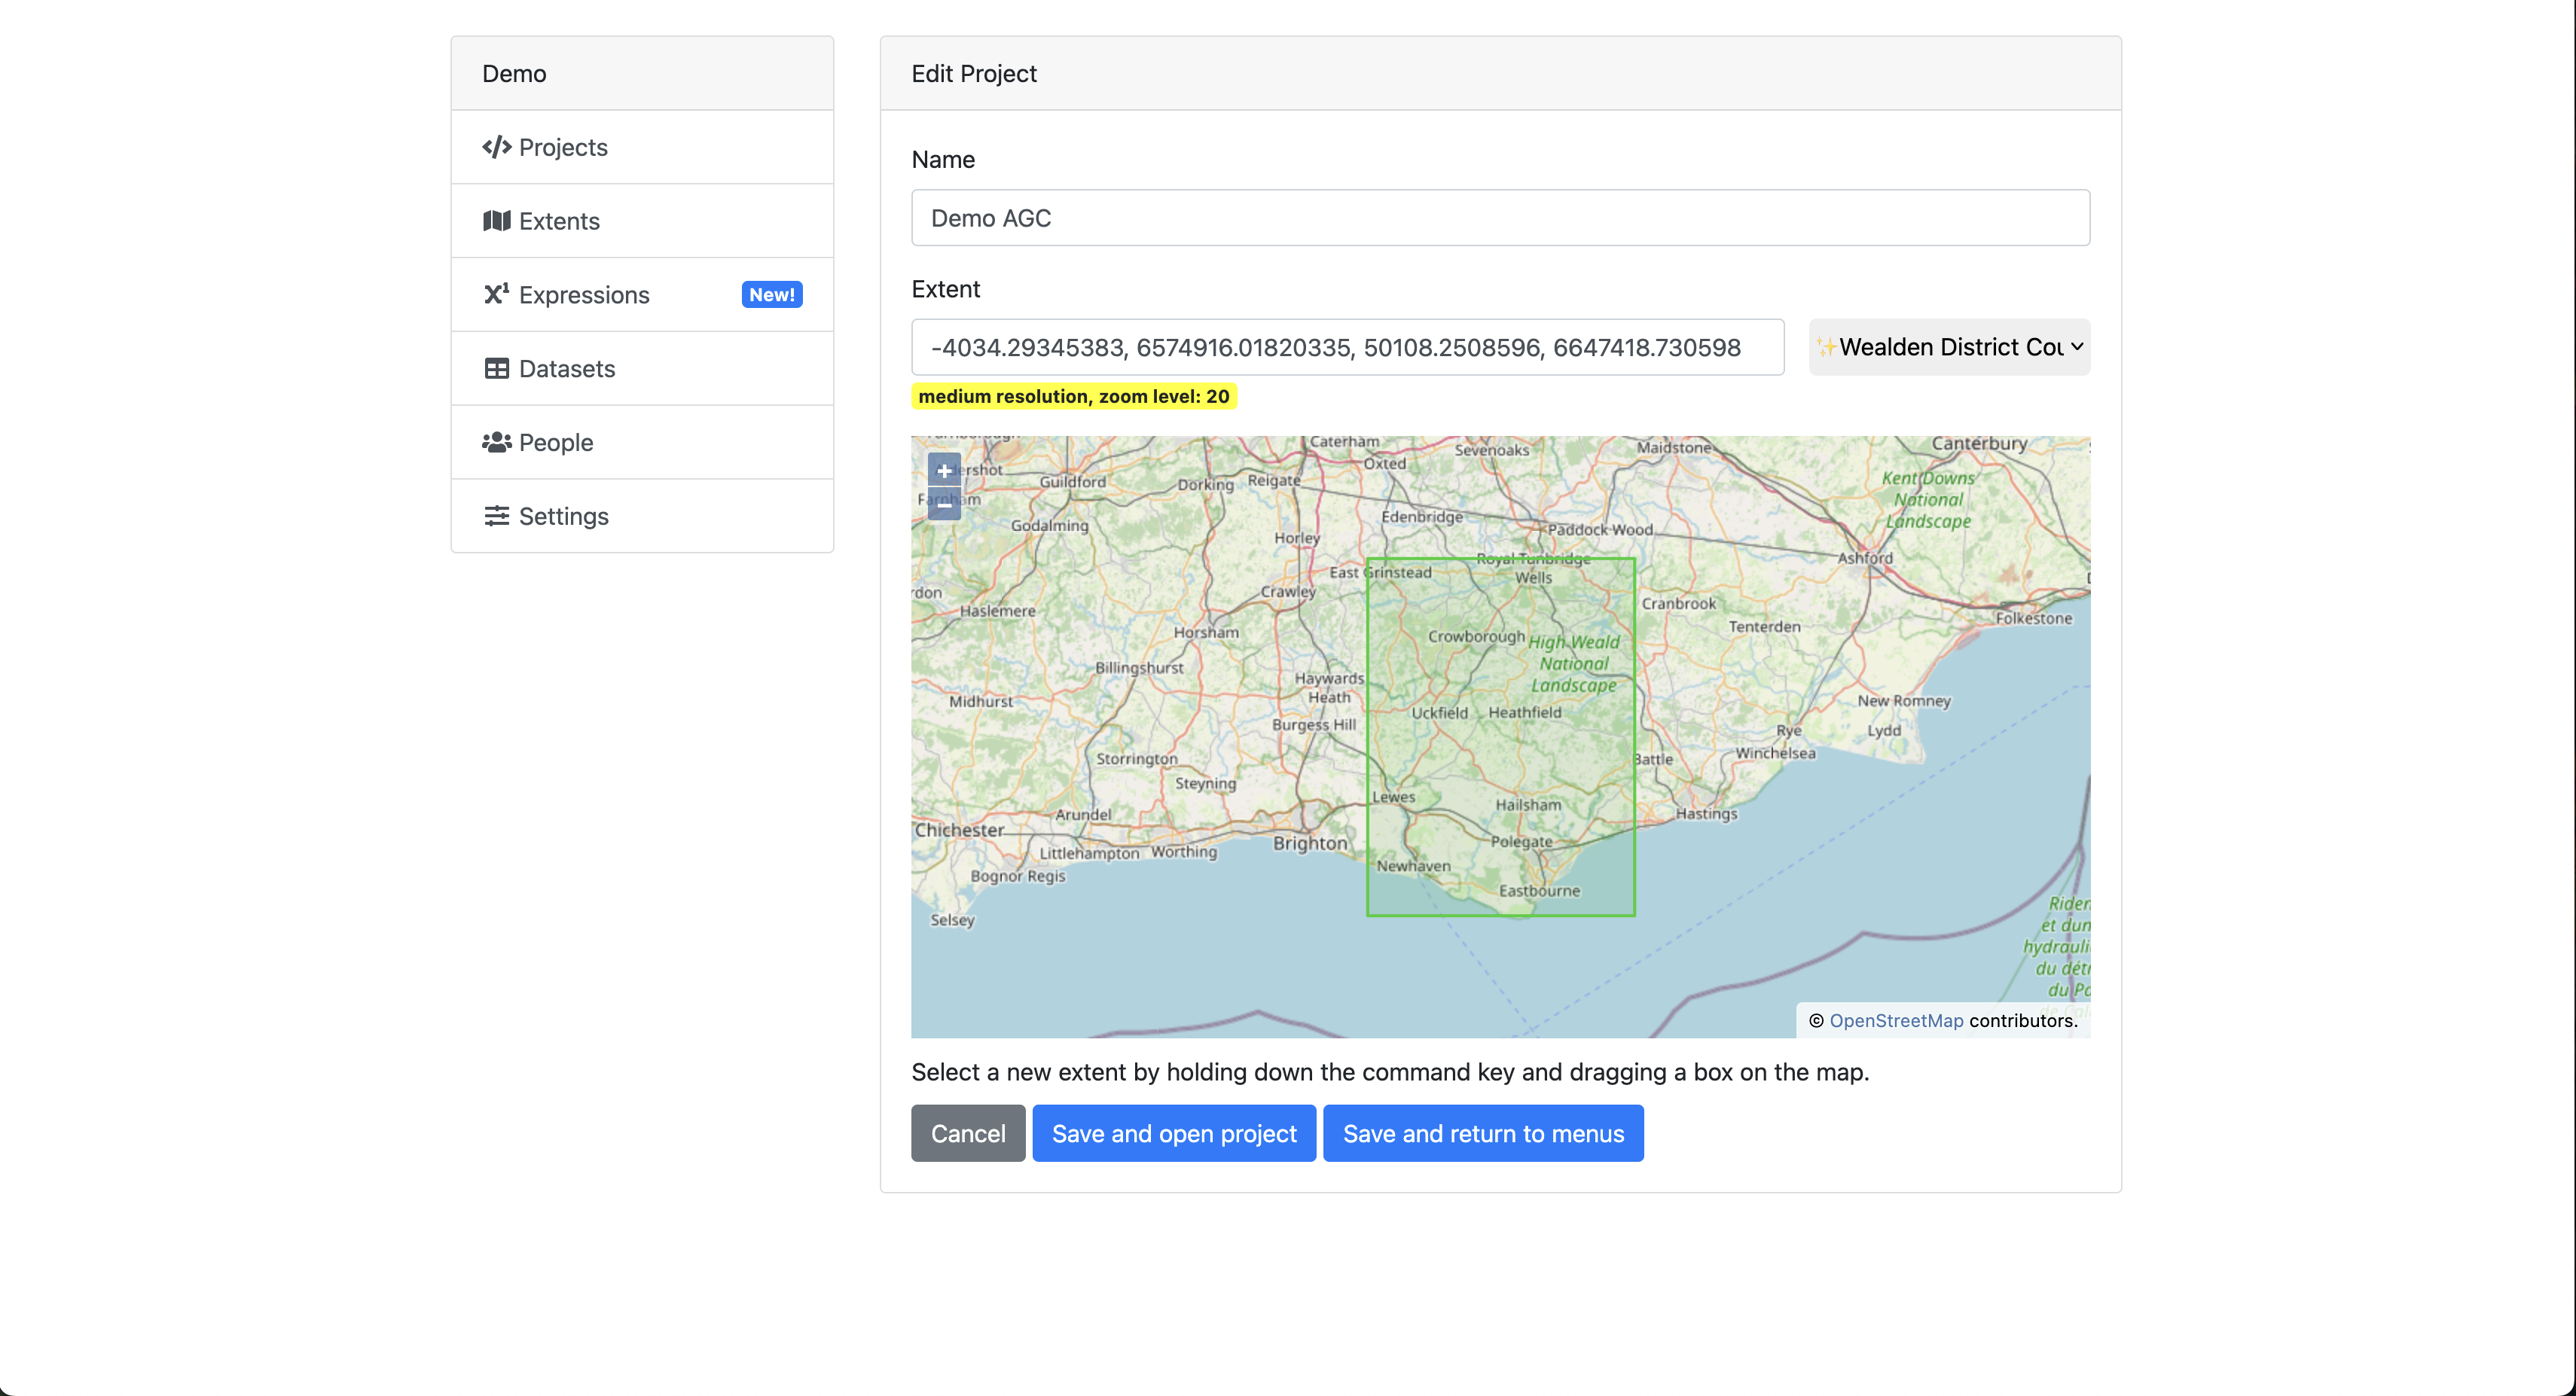 Demo
Projects
Extents
Expressions New!
Datasets
People
Settings
Edit Project
Name
Demo AGC
Extent
-4034.29345383, 6574916.01820335, 50108.2508596, 6647418.730598
✨Wealden District Cou
medium resolution, zoom level: 20
+
−
Caterham
Sevenoaks
Maidstone
Canterbury
Oxted
Guildford
Dorking
Reigate
Farnham
Kent Downs
National
Landscape
Godalming
Edenbridge
Paddock Wood
Horley
Ashford
Royal Tunbridge
Wells
East Grinstead
Crawley
Haslemere
Cranbrook
Folkestone
Tenterden
Horsham
Crowborough
High Weald
National
Landscape
Billingshurst
Haywards
Heath
Midhurst
New Romney
Uckfield
Heathfield
Burgess Hill
Rye
Lydd
Winchelsea
Storrington
Battle
Steyning
Lewes
Hailsham
Hastings
Arundel
Chichester
Brighton
Polegate
Littlehampton
Worthing
Newhaven
Bognor Regis
Eastbourne
Selsey
Riden
et dun
hydrauli
du détr
© OpenStreetMap contributors.
Select a new extent by holding down the command key and dragging a box on the map.
Cancel
Save and open project
Save and return to menus